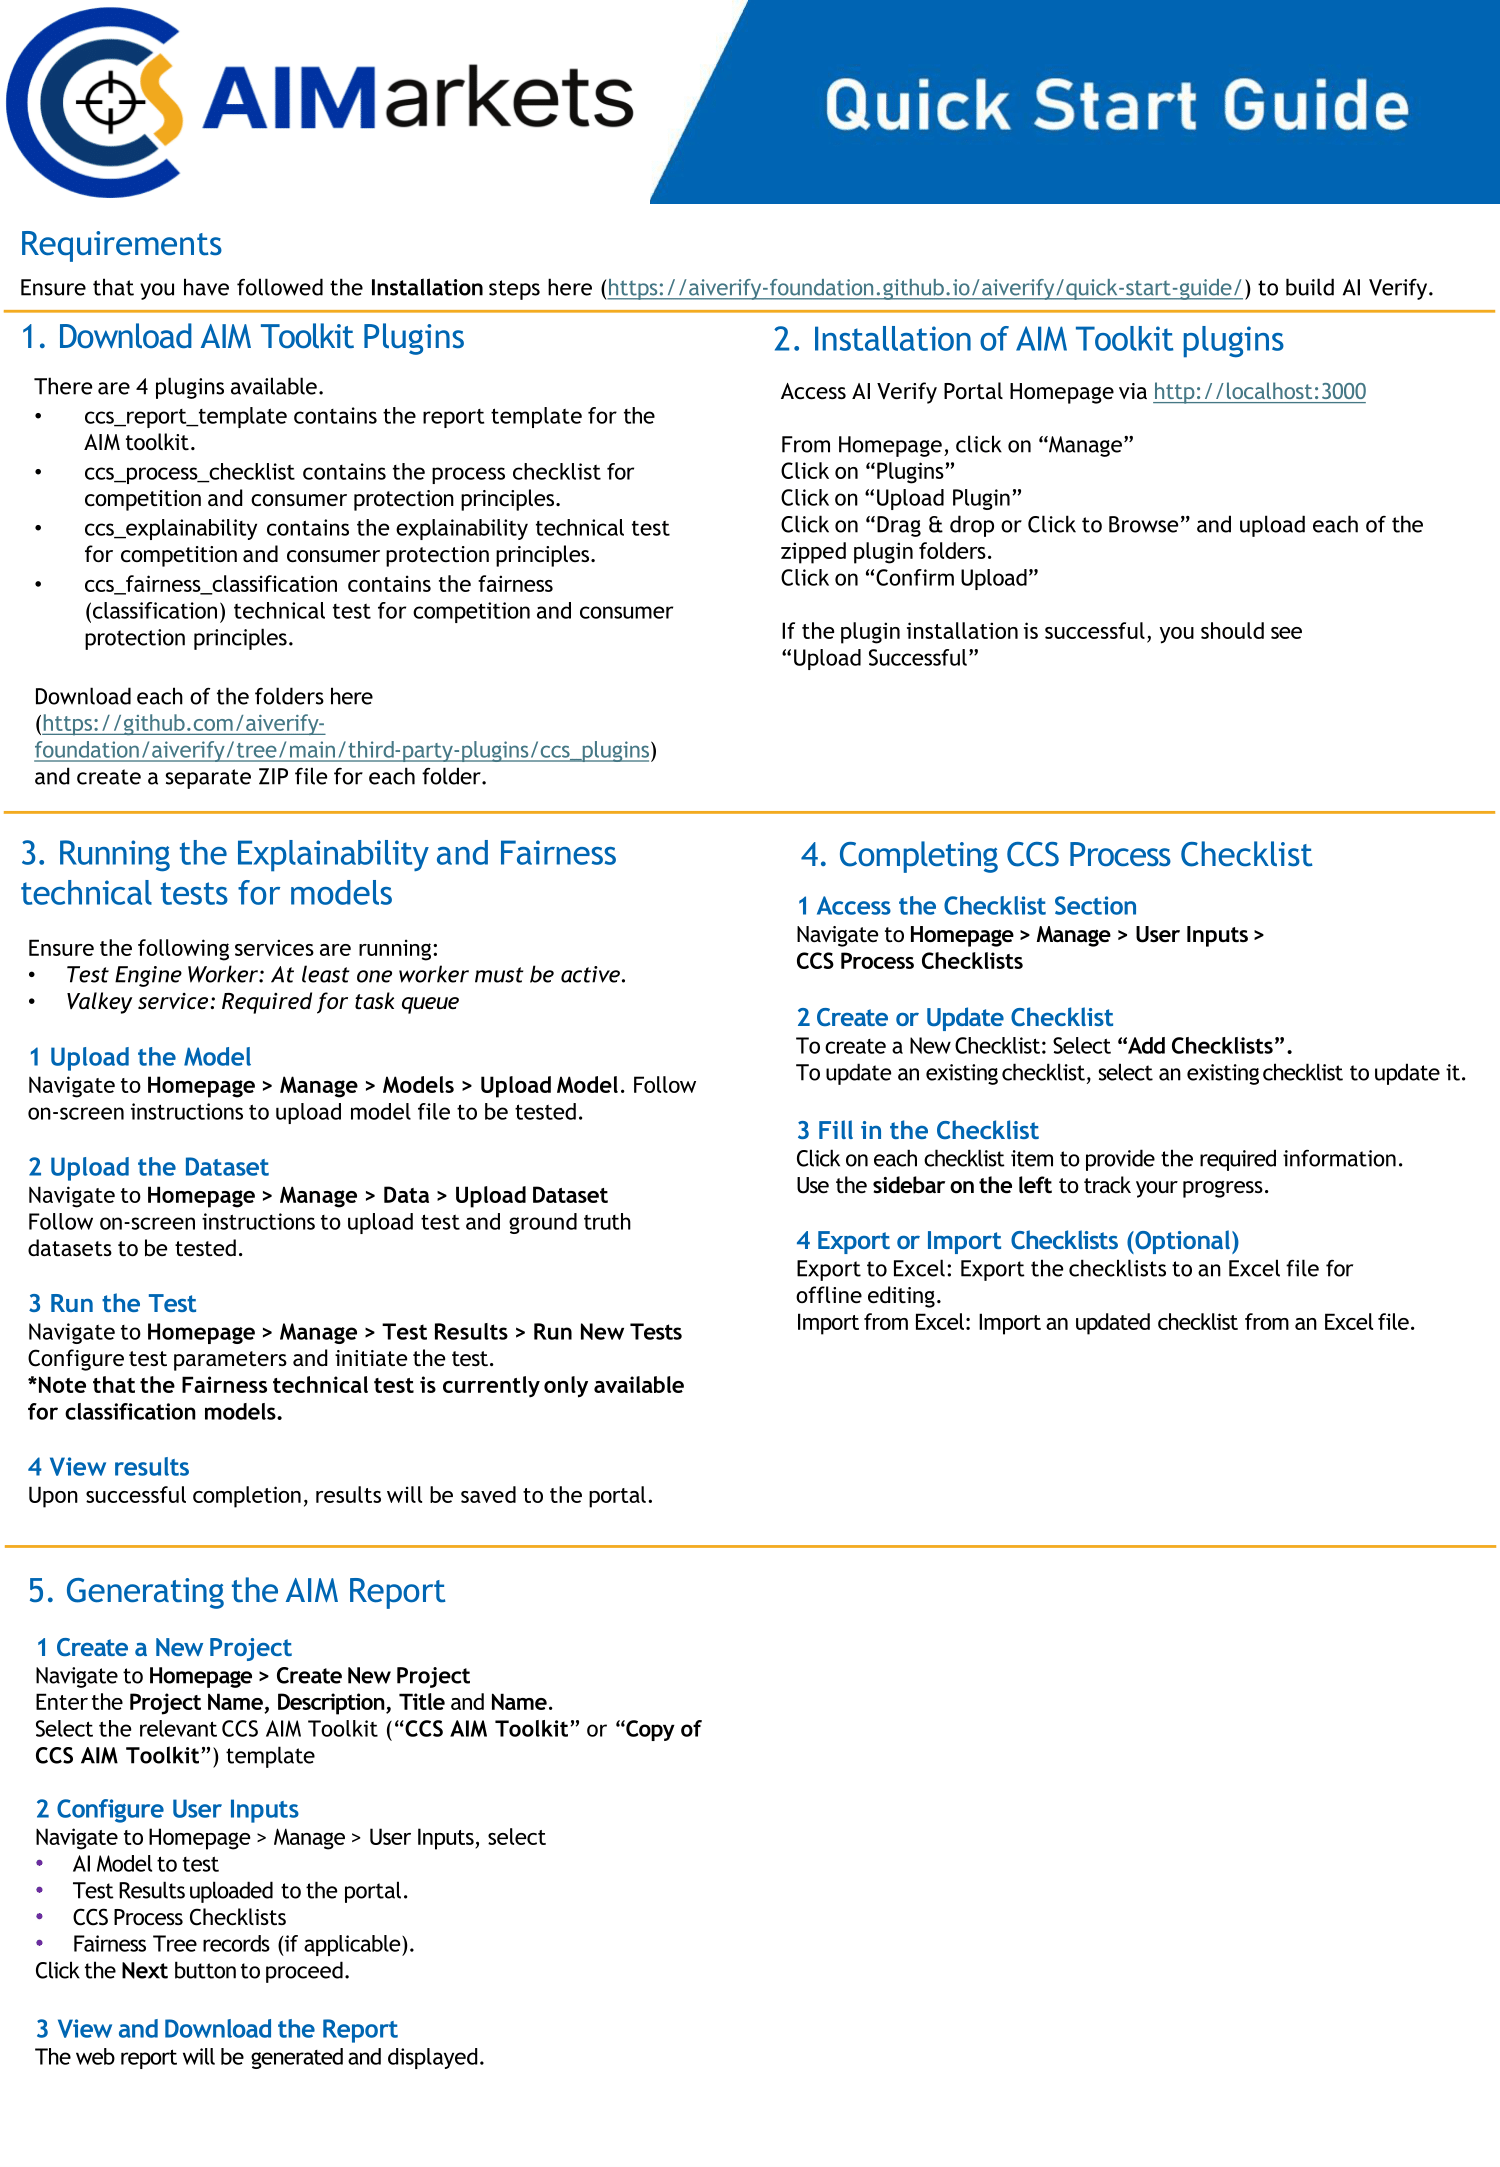 CCS AIMarkets
Quick Start Guide
Requirements
Ensure that you have followed the Installation steps here (https://aiverify-foundation.github.io/aiverify/quick-start-guide/) to build AI Verify.
1. Download AIM Toolkit Plugins
There are 4 plugins available.
• ccs_report_template contains the report template for the
AIM toolkit.
• ccs_process_checklist contains the process checklist for
competition and consumer protection principles.
• ccs_explainability contains the explainability technical test
for competition and consumer protection principles.
• ccs_fairness_classification contains the fairness
(classification) technical test for competition and consumer
protection principles.
Download each of the folders here
(https://github.com/aiverify-
foundation/aiverify/tree/main/third-party-plugins/ccs_plugins)
and create a separate ZIP file for each folder.
2. Installation of AIM Toolkit plugins
Access AI Verify Portal Homepage via http://localhost:3000
From Homepage, click on “Manage”
Click on “Plugins”
Click on “Upload Plugin”
Click on “Drag & drop or Click to Browse” and upload each of the
zipped plugin folders.
Click on “Confirm Upload”
If the plugin installation is successful, you should see
“Upload Successful”
3. Running the Explainability and Fairness
technical tests for models
Ensure the following services are running:
• Test Engine Worker: At least one worker must be active.
• Valkey service: Required for task queue
1 Upload the Model
Navigate to Homepage > Manage > Models > Upload Model. Follow
on-screen instructions to upload model file to be tested.
2 Upload the Dataset
Navigate to Homepage > Manage > Data > Upload Dataset
Follow on-screen instructions to upload test and ground truth
datasets to be tested.
3 Run the Test
Navigate to Homepage > Manage > Test Results > Run New Tests
Configure test parameters and initiate the test.
*Note that the Fairness technical test is currently only available
for classification models.
4 View results
Upon successful completion, results will be saved to the portal.
4. Completing CCS Process Checklist
1 Access the Checklist Section
Navigate to Homepage > Manage > User Inputs >
CCS Process Checklists
2 Create or Update Checklist
To create a New Checklist: Select “Add Checklists”.
To update an existing checklist, select an existing checklist to update it.
3 Fill in the Checklist
Click on each checklist item to provide the required information.
Use the sidebar on the left to track your progress.
4 Export or Import Checklists (Optional)
Export to Excel: Export the checklists to an Excel file for
offline editing.
Import from Excel: Import an updated checklist from an Excel file.
5. Generating the AIM Report
1 Create a New Project
Navigate to Homepage > Create New Project
Enter the Project Name, Description, Title and Name.
Select the relevant CCS AIM Toolkit (“CCS AIM Toolkit” or “Copy of
CCS AIM Toolkit”) template
2 Configure User Inputs
Navigate to Homepage > Manage > User Inputs, select
• AI Model to test
• Test Results uploaded to the portal.
• CCS Process Checklists
• Fairness Tree records (if applicable).
Click the Next button to proceed.
3 View and Download the Report
The web report will be generated and displayed.